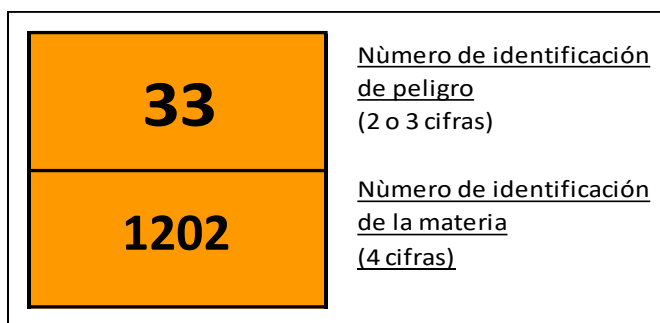 33
Nùmero de identificación
de peligro
(2 o 3 cifras)
1202
Nùmero de identificación
de la materia
(4 cifras)